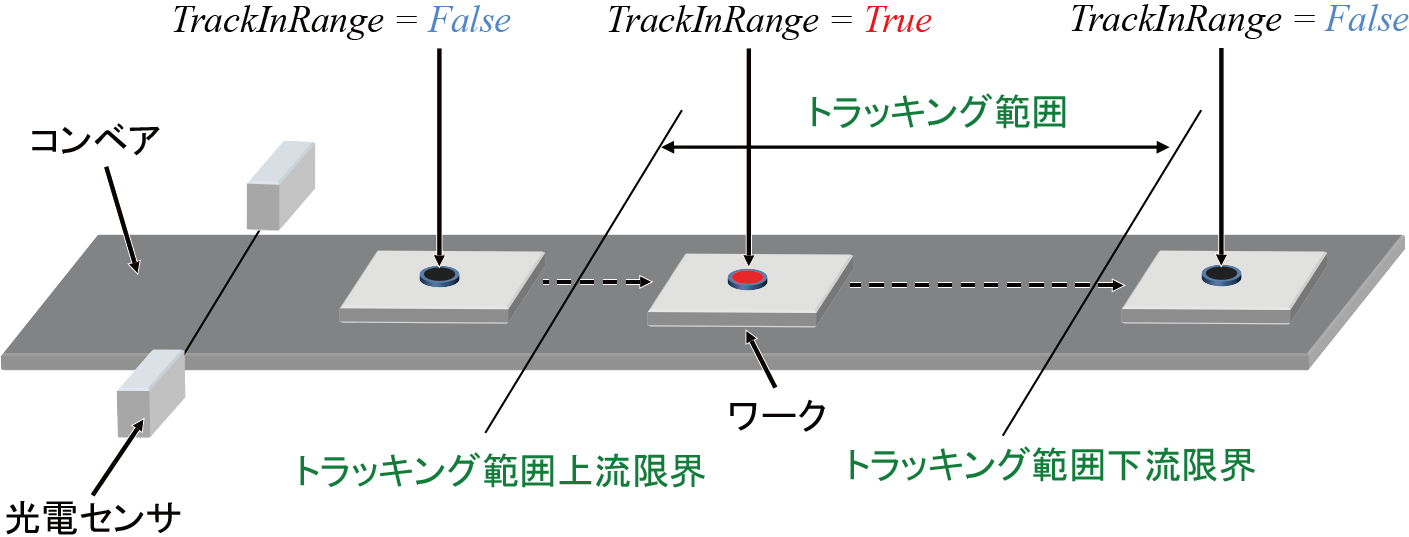 TrackInRange = False
TrackInRange = True
TrackInRange = False
トラッキング範囲
コンベア
ワーク
トラッキング範囲上流限界
トラッキング範囲下流限界
光電センサ